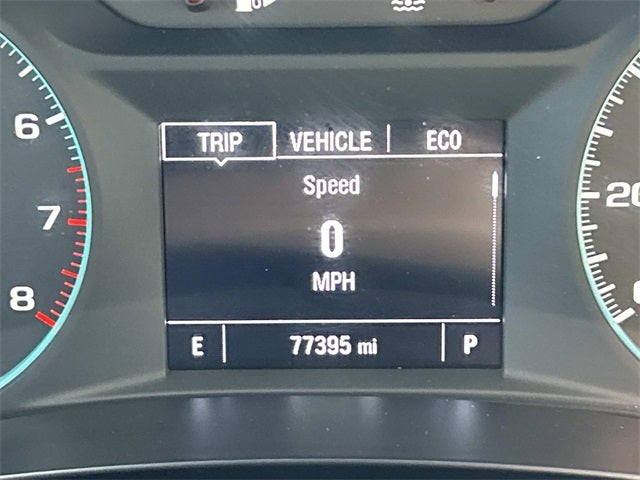 TRIP VEHICLE ECO
Speed
0
MPH
E 77395 mi P
6
7
8
20